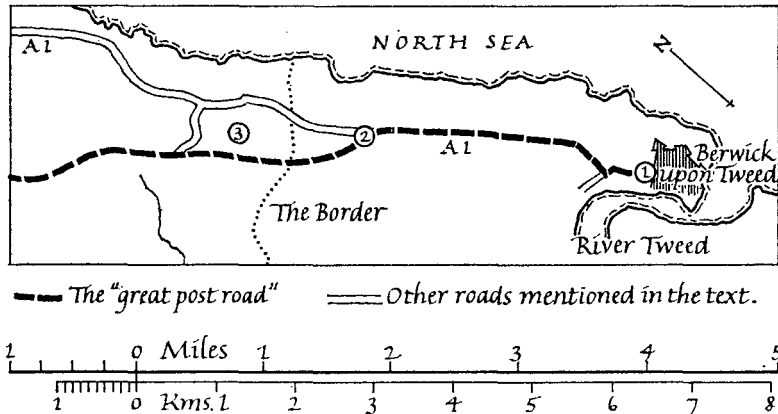 NORTH SEA
A1
N
③
②
A1
①
Berwick
upon Tweed
The Border
River Tweed
The "great post road"
Other roads mentioned in the text.
1 0 Miles 1 2 3 4 5
1 0 Kms. 1 2 3 4 5 6 7 8